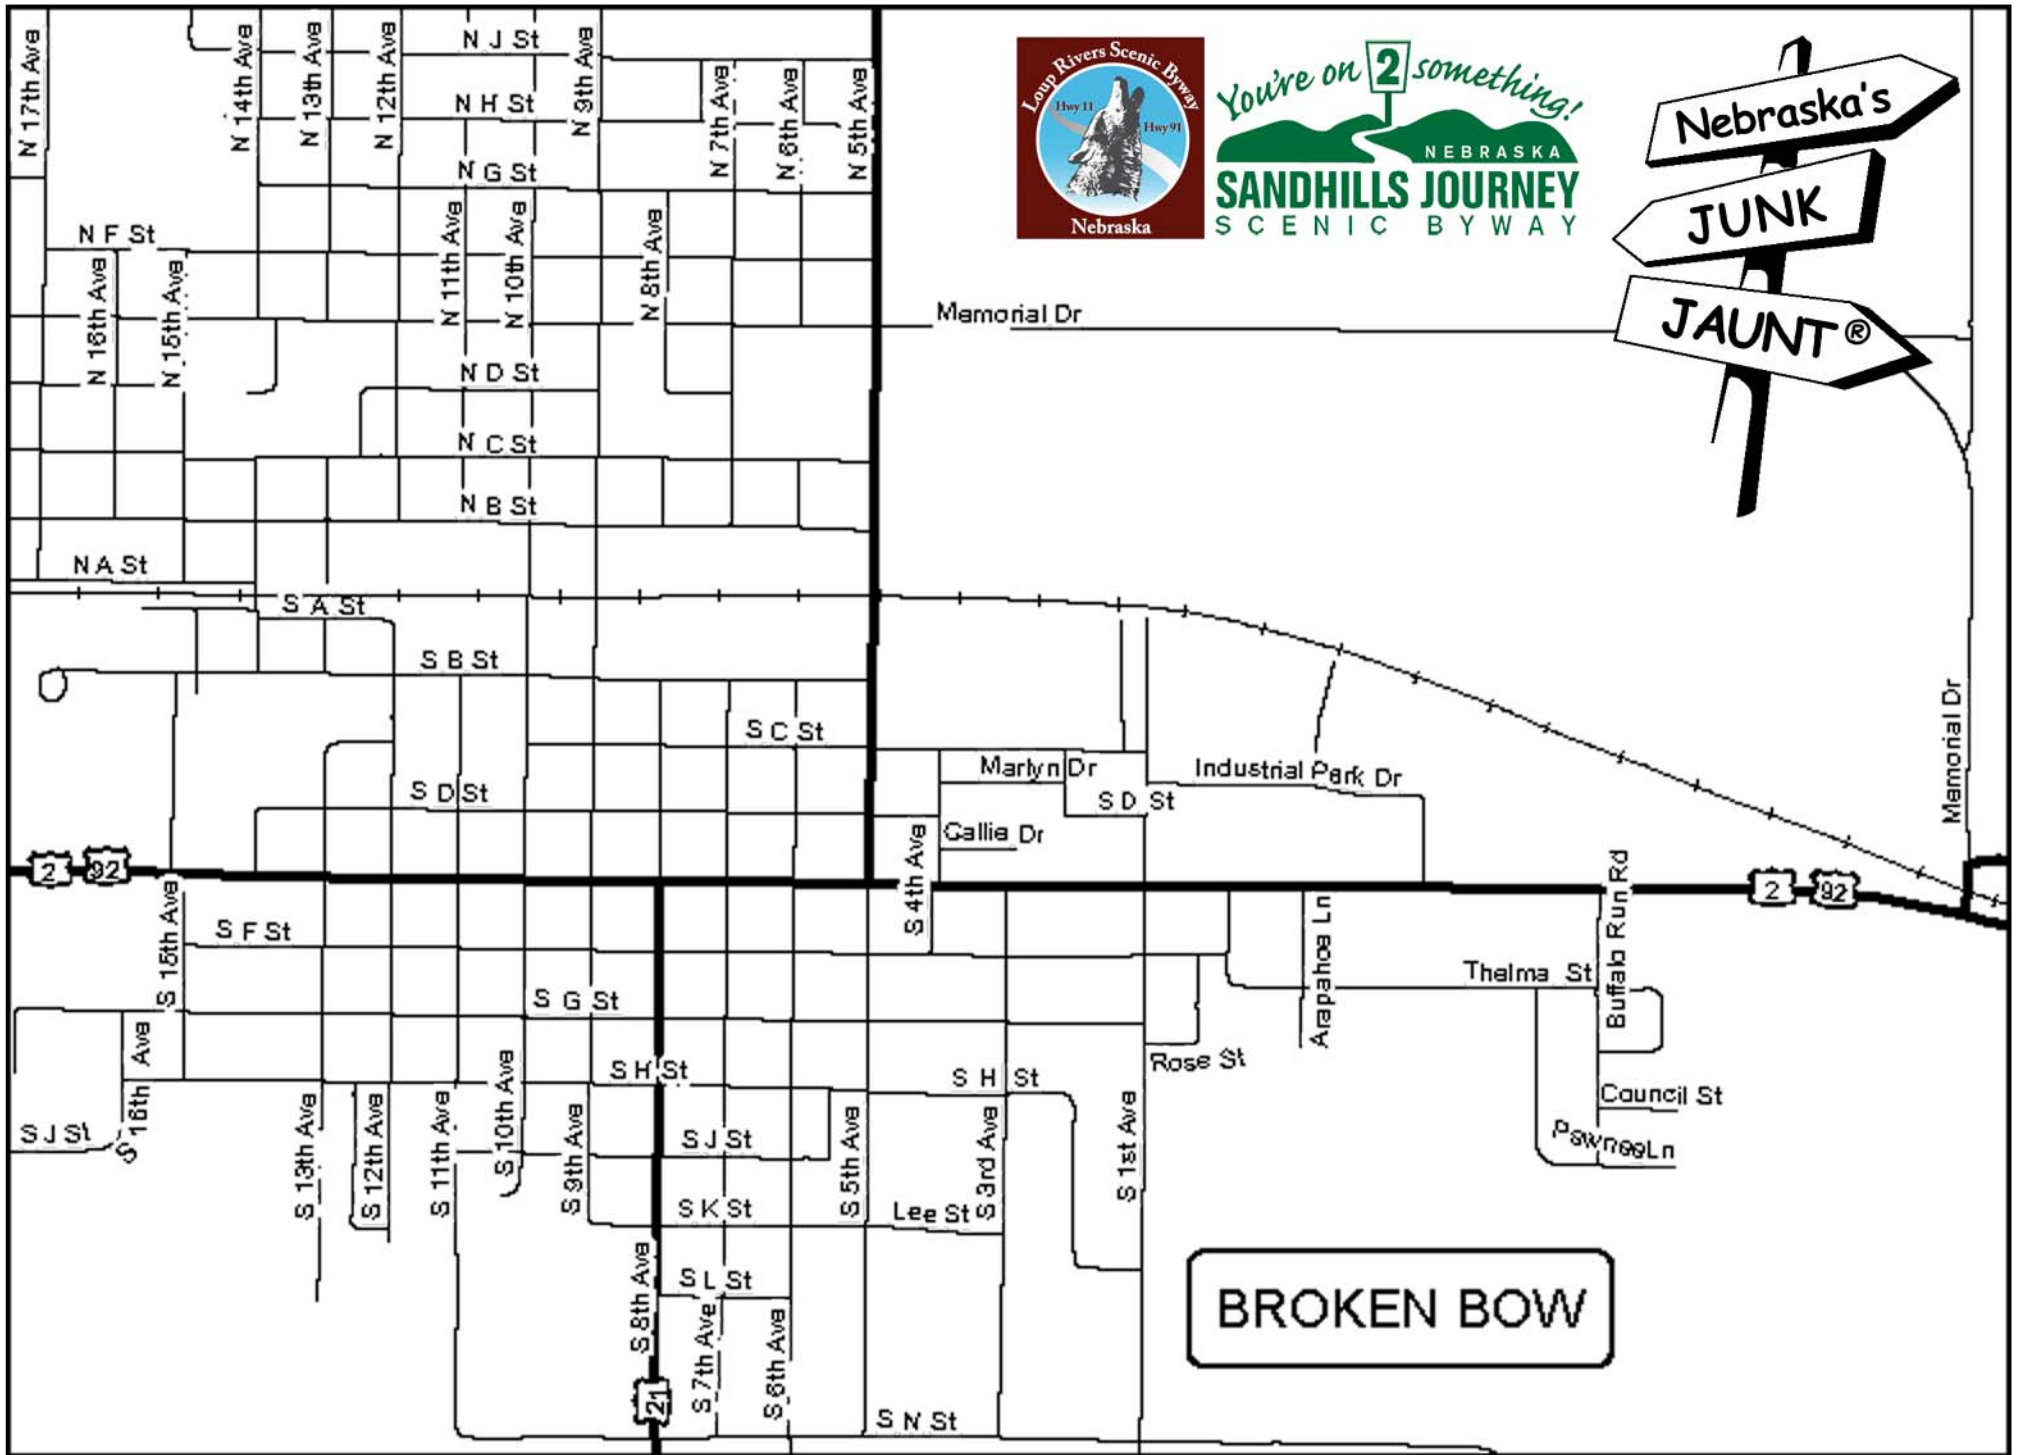 N 17th Ave
N 14th Ave
N 13th Ave
N 12th Ave
N J St
N 9th Ave
N H St
N 7th Ave
N 6th Ave
N 5th Ave
N G St
N F St
N 16th Ave
N 15th Ave
N 11th Ave
N 10th Ave
N 8th Ave
Loup Rivers Scenic Byway
Hwy 11
Hwy 91
Nebraska
You're on 2 something!
NEBRASKA
SANDHILLS JOURNEY
SCENIC BYWAY
Nebraska's
JUNK
JAUNT®
Memorial Dr
N D St
N C St
N B St
N A St
S A St
S B St
S C St
Marlyn Dr
Industrial Park Dr
Memorial Dr
S D St
S D St
Callie Dr
2
92
S 4th Ave
2
92
S 15th Ave
S F St
Arapahoe Ln
Buffalo Run Rd
Thelma St
S G St
S 16th Ave
S H St
S H St
Rose St
S J St
S 13th Ave
S 12th Ave
S 11th Ave
S 10th Ave
S 9th Ave
S J St
S 5th Ave
S 3rd Ave
S 1st Ave
Council St
Pawnee Ln
S K St
Lee St
S 8th Ave
S L St
S 7th Ave
S 6th Ave
21
S N St
BROKEN BOW